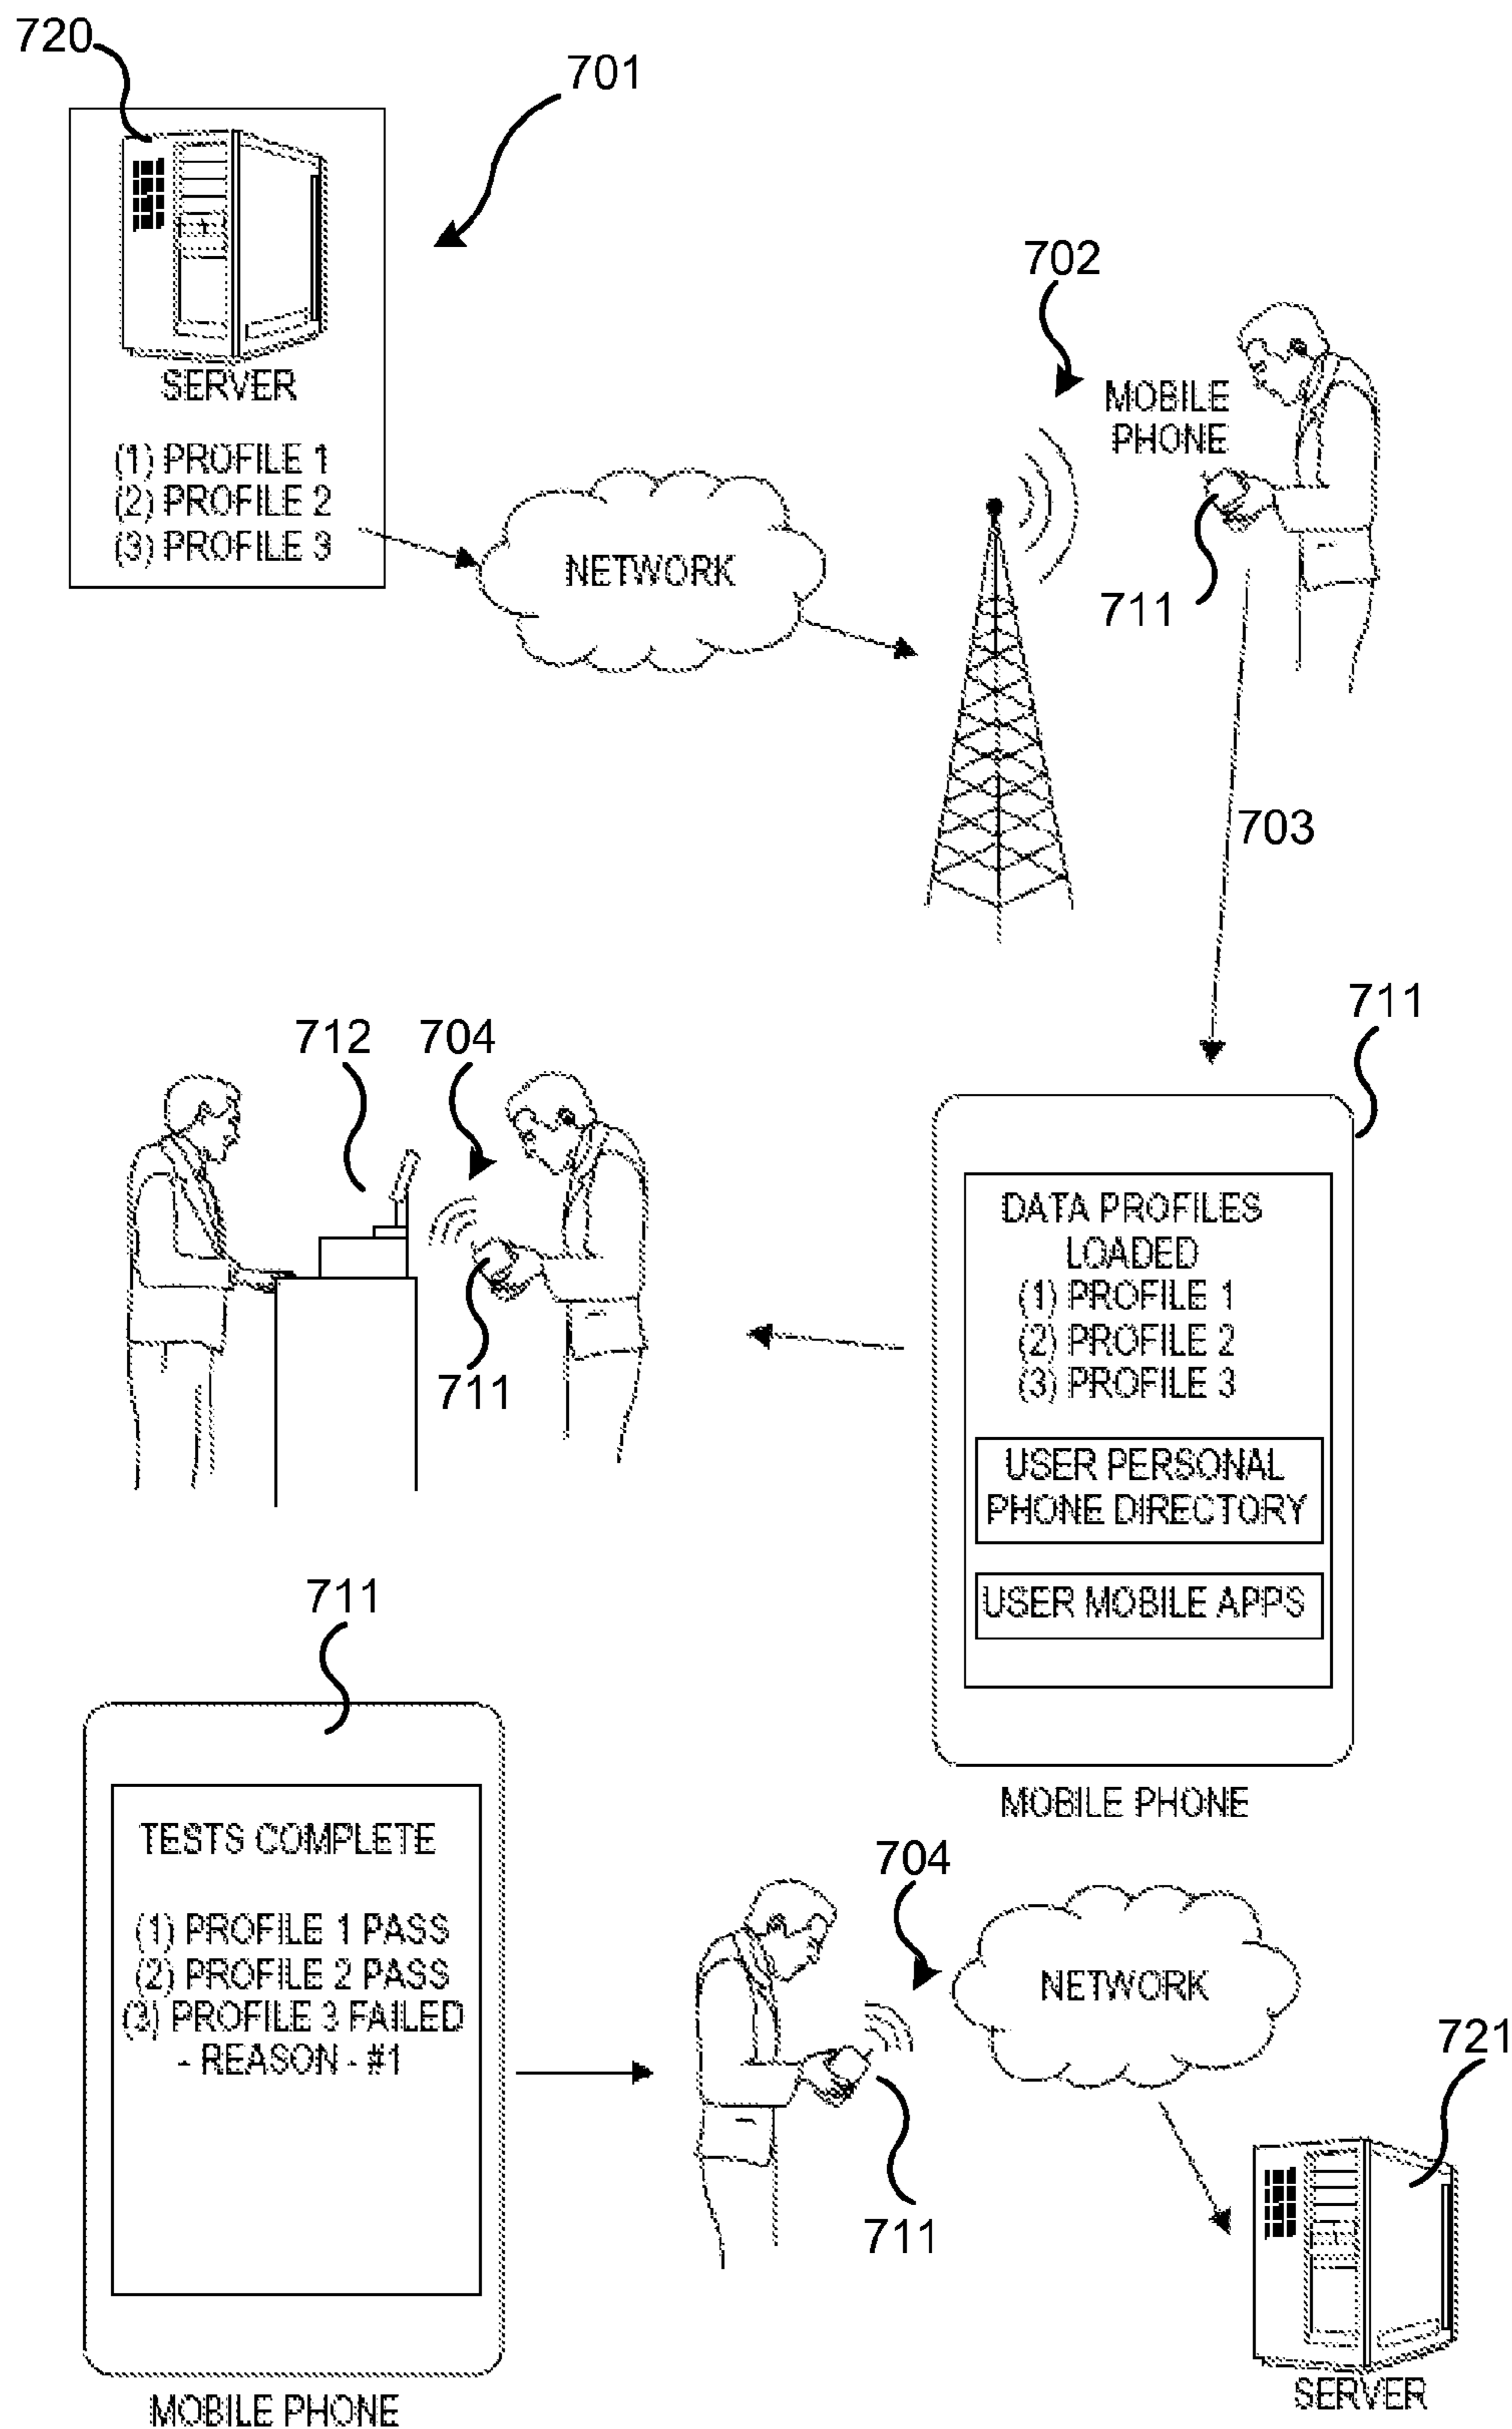 720
701
SERVER
(1) PROFILE 1
(2) PROFILE 2
(3) PROFILE 3
NETWORK
702
MOBILE
PHONE
711
703
712
704
711
711
DATA PROFILES
LOADED
(1) PROFILE 1
(2) PROFILE 2
(3) PROFILE 3
USER PERSONAL
PHONE DIRECTORY
USER MOBILE APPS
MOBILE PHONE
711
TESTS COMPLETE
(1) PROFILE 1 PASS
(2) PROFILE 2 PASS
(3) PROFILE 3 FAILED
- REASON - #1
MOBILE PHONE
704
NETWORK
711
721
SERVER